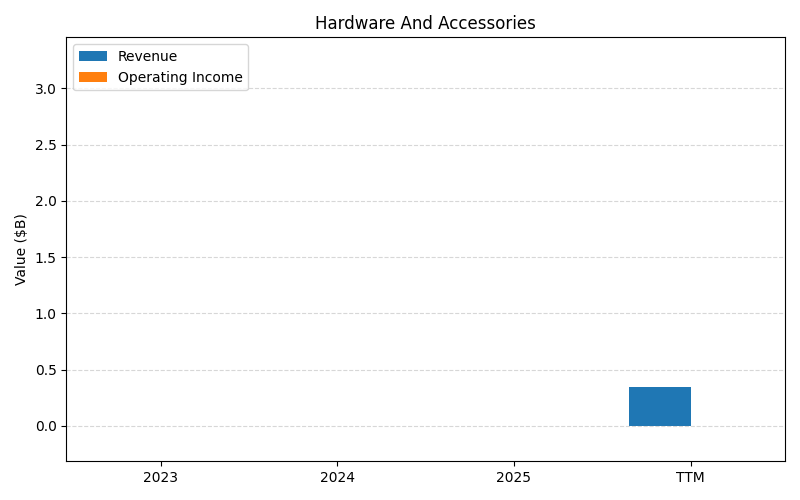 Hardware And Accessories
Revenue
Operating Income
Value ($B)
3.0
2.5
2.0
1.5
1.0
0.5
0.0
2023 2024 2025 TTM